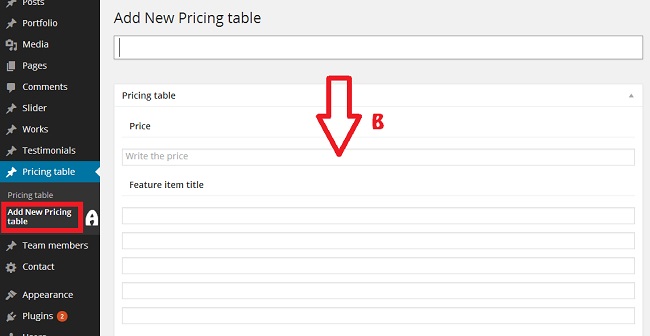 Posts
Portfolio
Media
Pages
Comments
Slider
Works
Testimonials
Pricing table
Pricing table
Add New Pricing
table
A
Team members
Contact
Appearance
Plugins 2
Users
Add New Pricing table
Pricing table
B
Price
Write the price
Feature item title